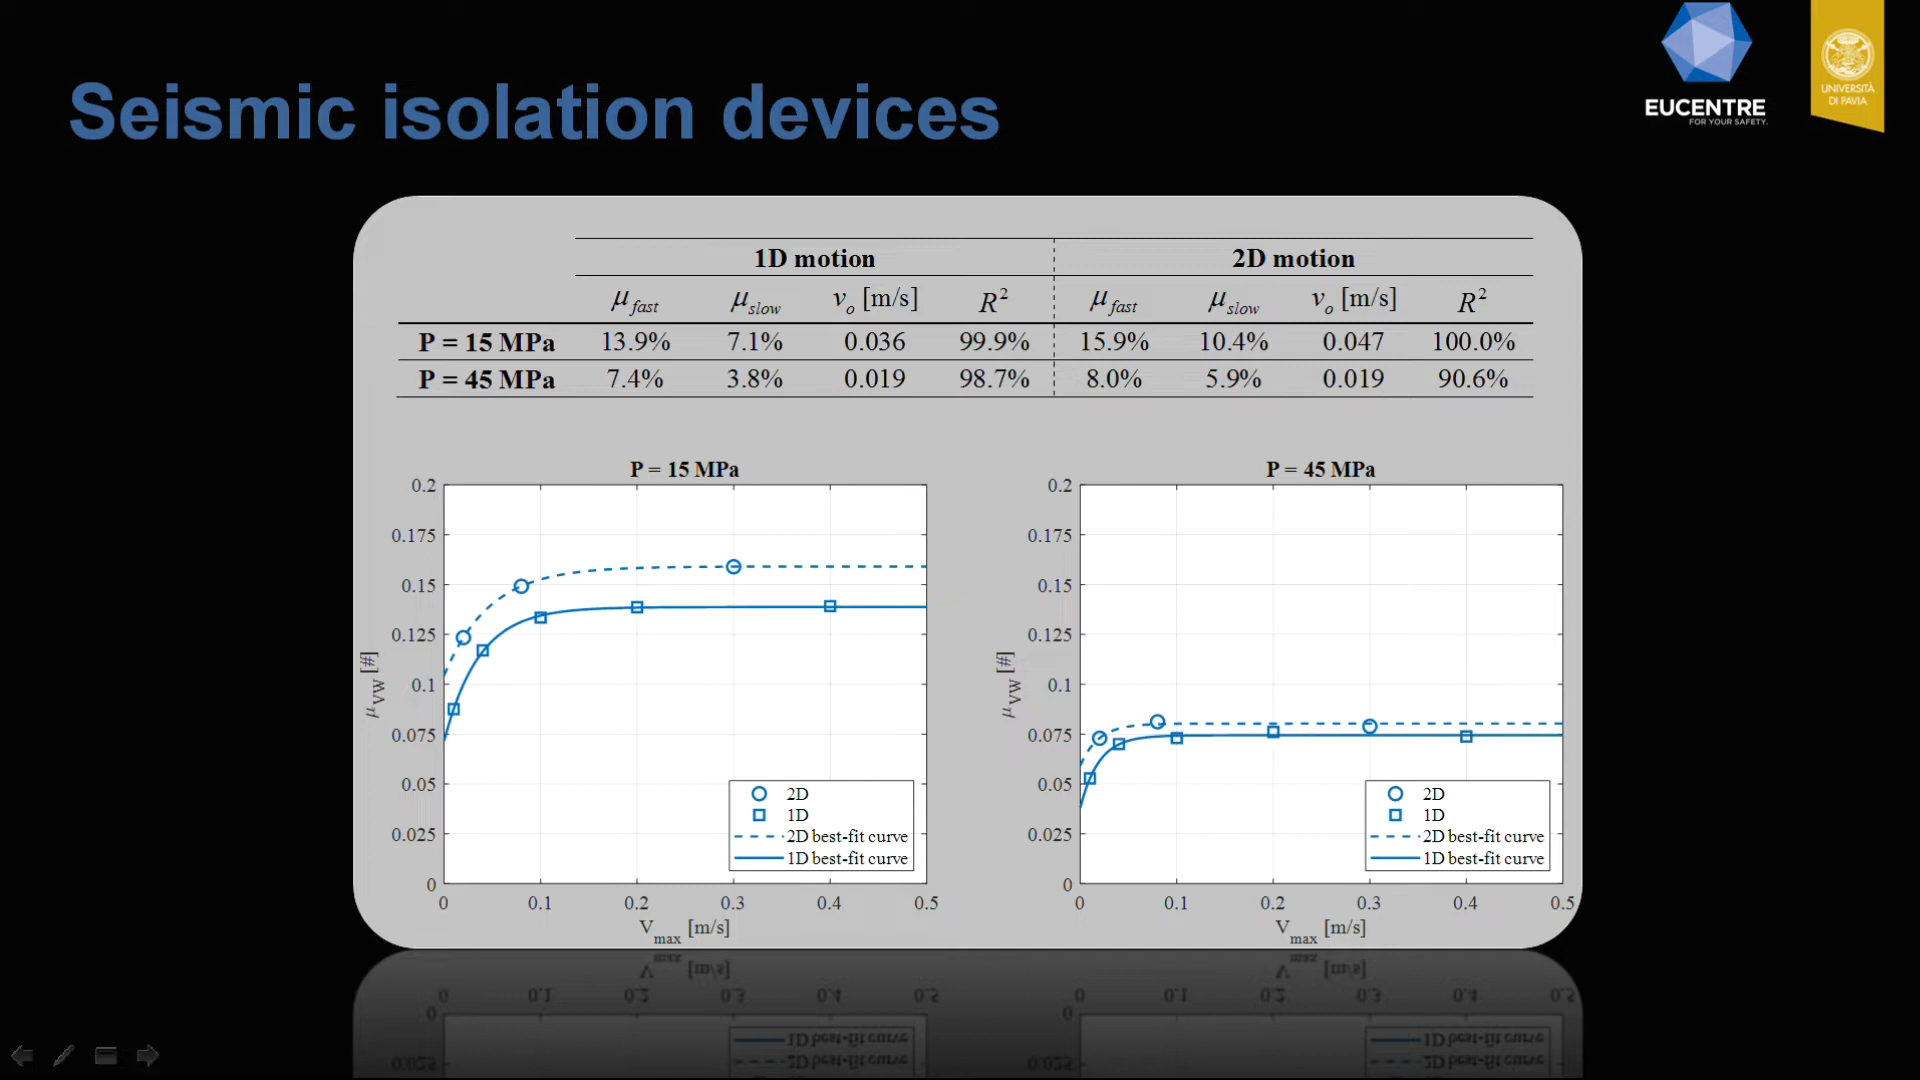 Seismic isolation devices
EUCENTRE
FOR YOUR SAFETY.
UNIVERSITÀ
DI PAVIA
1D motion 2D motion
μfast μslow vo [m/s] R² μfast μslow vo [m/s] R²
P = 15 MPa 13.9% 7.1% 0.036 99.9% 15.9% 10.4% 0.047 100.0%
P = 45 MPa 7.4% 3.8% 0.019 98.7% 8.0% 5.9% 0.019 90.6%
P = 15 MPa
0.2
0.175
0.15
0.125
0.1
0.075
0.05
0.025
0
μVW [#]
2D
1D
2D best-fit curve
1D best-fit curve
0 0.1 0.2 0.3 0.4 0.5
Vmax [m/s]
P = 45 MPa
0.2
0.175
0.15
0.125
0.1
0.075
0.05
0.025
0
μVW [#]
2D
1D
2D best-fit curve
1D best-fit curve
0 0.1 0.2 0.3 0.4 0.5
Vmax [m/s]